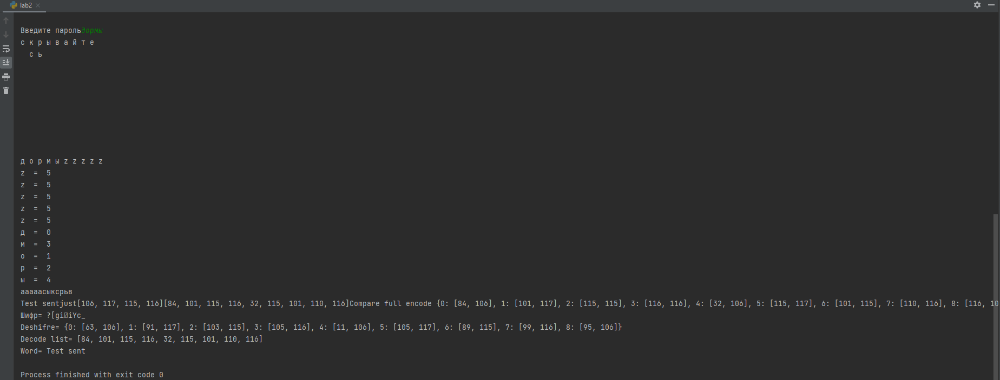 lab2
Введите парольдормы
с к р ы в а й т е
с ь
д о р м ы z z z z z
z = 5
z = 5
z = 5
z = 5
z = 5
д = 0
м = 3
о = 1
р = 2
ы = 4
аааааcыксрьв
Test sentjust[106, 117, 115, 116][84, 101, 115, 116, 32, 115, 101, 110, 116]Compare full encode {0: [84, 106], 1: [101, 117], 2: [115, 115], 3: [116, 116], 4: [32, 106], 5: [115, 117], 6: [101, 115], 7: [110, 116], 8: [116, 10
Шифр= ?[gi iYc_
Deshifre= {0: [63, 106], 1: [91, 117], 2: [103, 115], 3: [105, 116], 4: [11, 106], 5: [105, 117], 6: [89, 115], 7: [99, 116], 8: [95, 106]}
Decode list= [84, 101, 115, 116, 32, 115, 101, 110, 116]
Word= Test sent
Process finished with exit code 0